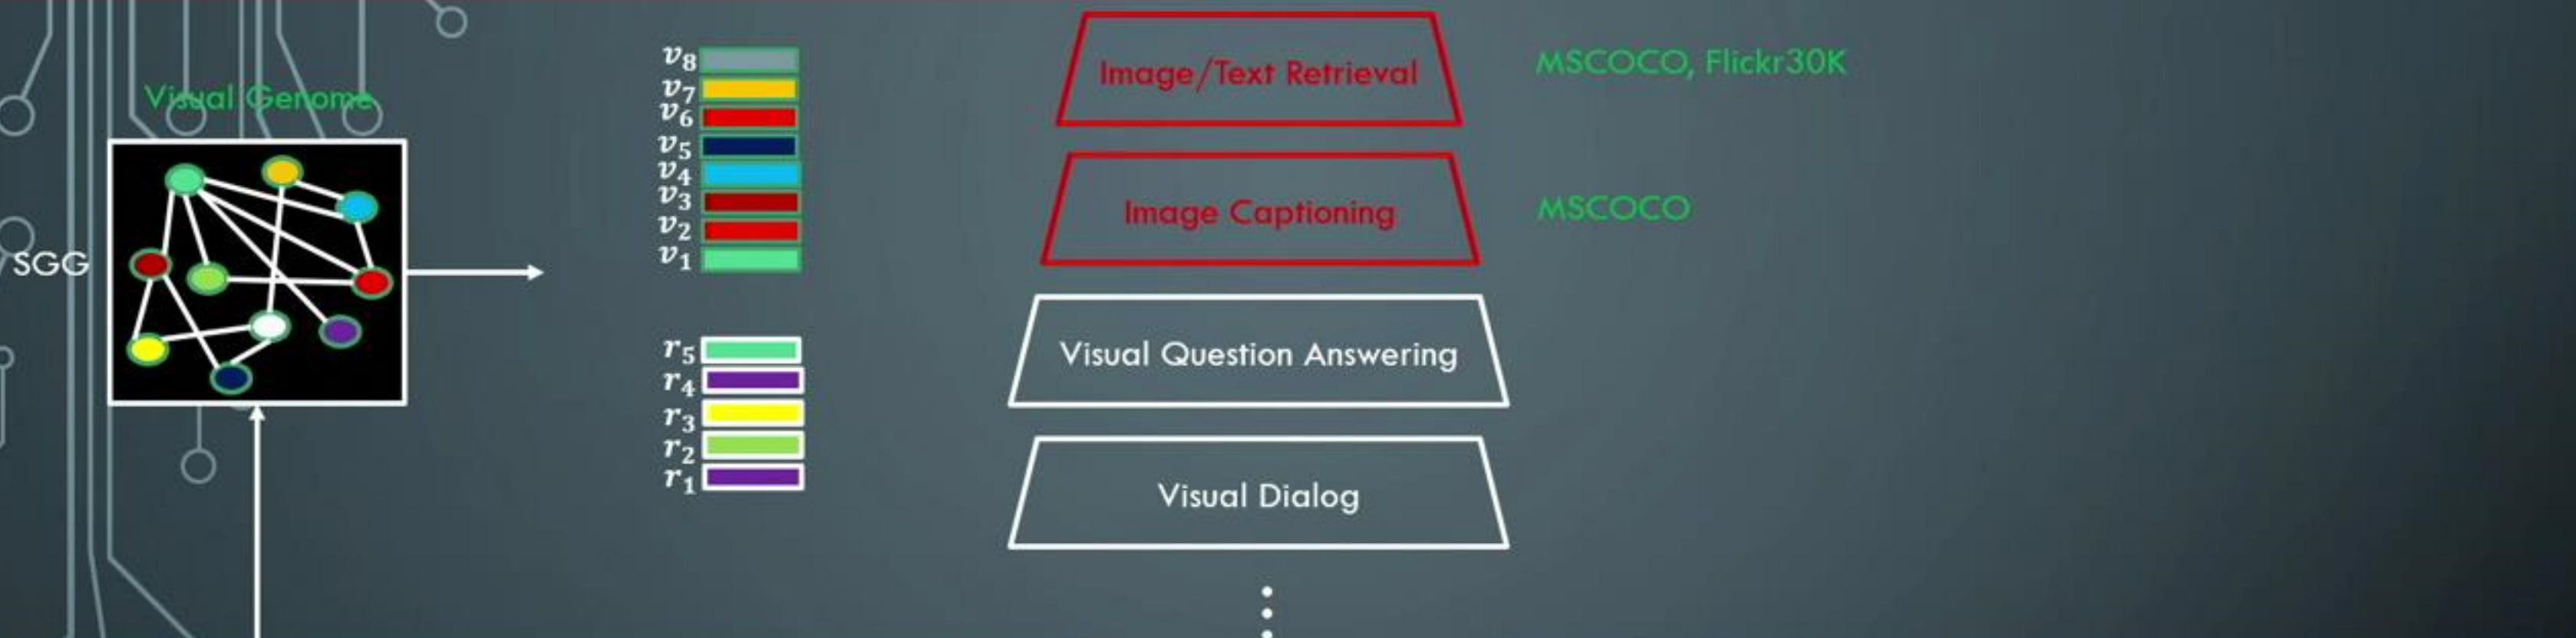 Visual Genome
SGG
v8
v7
v6
v5
v4
v3
v2
v1
r5
r4
r3
r2
r1
Image/Text Retrieval
MSCOCO, Flickr30K
Image Captioning
MSCOCO
Visual Question Answering
Visual Dialog